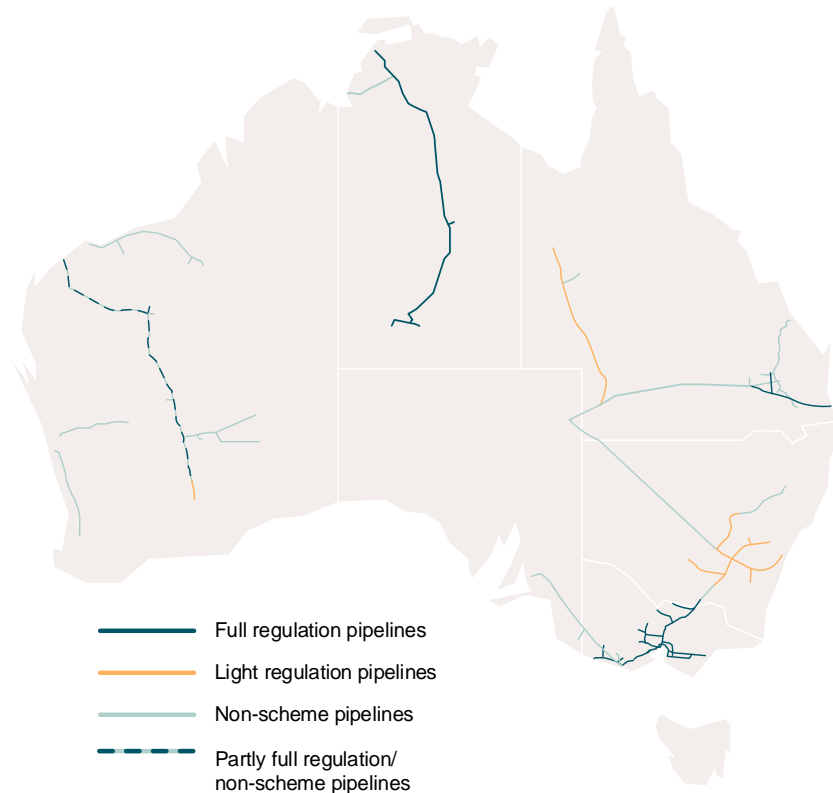 Full regulation pipelines
Light regulation pipelines
Non-scheme pipelines
Partly full regulation/
non-scheme pipelines